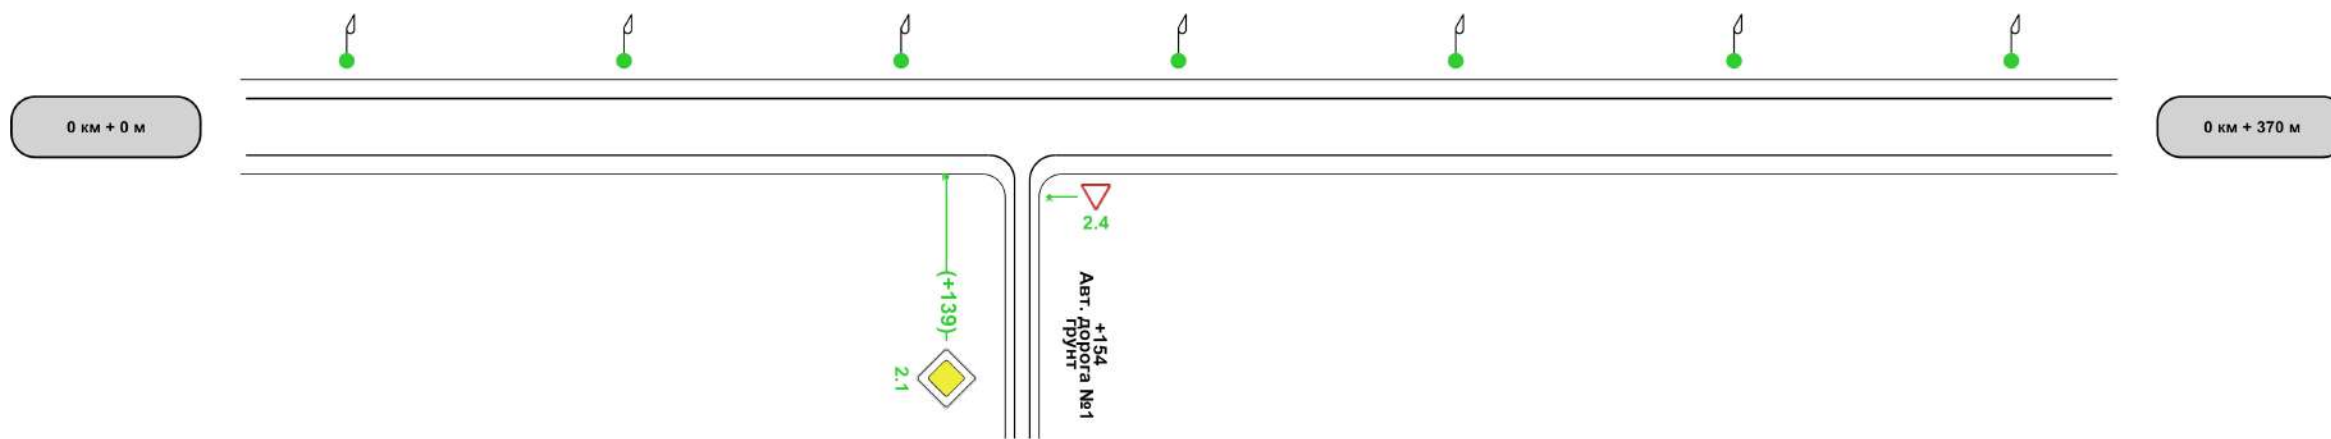 0 км + 0 м
0 км + 370 м
2.4
(+139)
2.1
+154
Авт. дорога №1
грунт